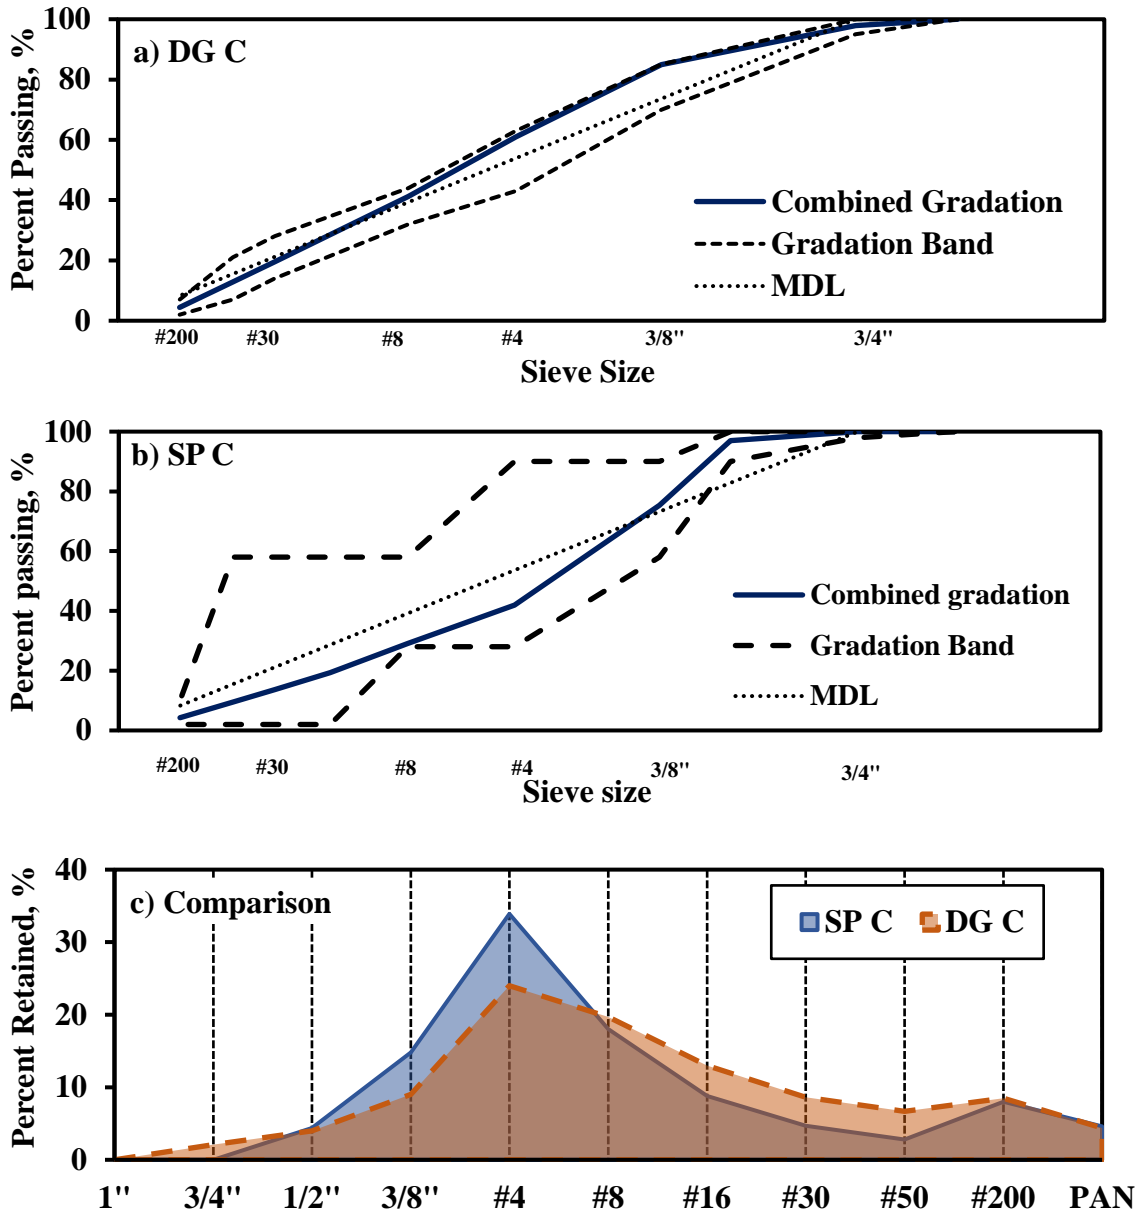 a) DG C
Percent Passing, %
100
80
60
40
20
0
Combined Gradation
Gradation Band
MDL
#200 #30 #8 #4 3/8" 3/4"
Sieve Size
b) SP C
Percent passing, %
100
80
60
40
20
0
Combined gradation
Gradation Band
MDL
#200 #30 #8 #4 3/8" 3/4"
Sieve size
c) Comparison
Percent Retained, %
40
30
20
10
0
SP C DG C
1" 3/4" 1/2" 3/8" #4 #8 #16 #30 #50 #200 PAN